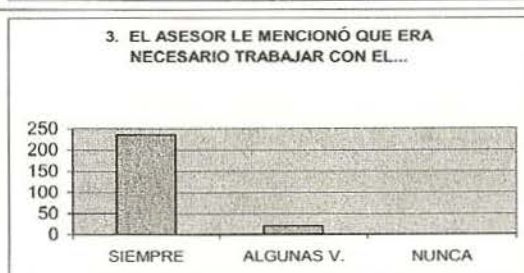 3. EL ASESOR LE MENCIONÓ QUE ERA
NECESARIO TRABAJAR CON EL...
250
200
150
100
50
0
SIEMPRE ALGUNAS V. NUNCA